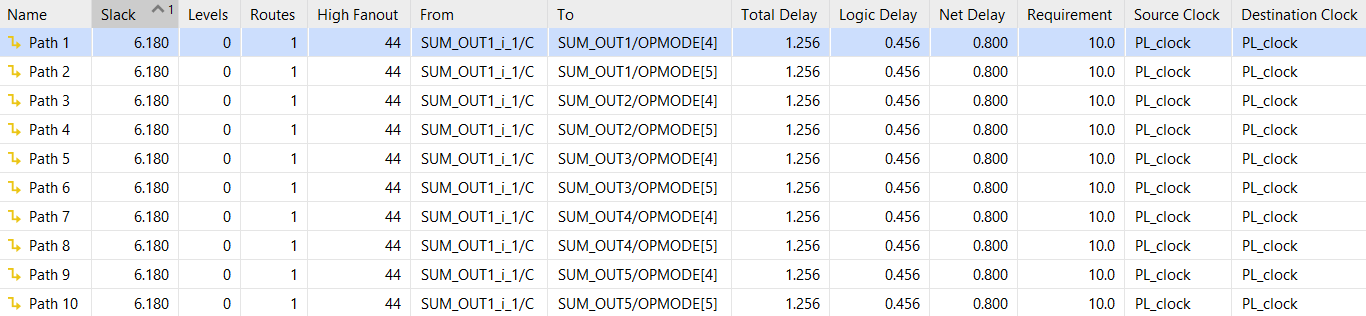 Name Slack 1 Levels Routes High Fanout From To Total Delay Logic Delay Net Delay Requirement Source Clock Destination Clock
Path 1 6.180 0 1 44 SUM_OUT1_i_1/C SUM_OUT1/OPMODE[4] 1.256 0.456 0.800 10.0 PL_clock PL_clock
Path 2 6.180 0 1 44 SUM_OUT1_i_1/C SUM_OUT1/OPMODE[5] 1.256 0.456 0.800 10.0 PL_clock PL_clock
Path 3 6.180 0 1 44 SUM_OUT1_i_1/C SUM_OUT2/OPMODE[4] 1.256 0.456 0.800 10.0 PL_clock PL_clock
Path 4 6.180 0 1 44 SUM_OUT1_i_1/C SUM_OUT2/OPMODE[5] 1.256 0.456 0.800 10.0 PL_clock PL_clock
Path 5 6.180 0 1 44 SUM_OUT1_i_1/C SUM_OUT3/OPMODE[4] 1.256 0.456 0.800 10.0 PL_clock PL_clock
Path 6 6.180 0 1 44 SUM_OUT1_i_1/C SUM_OUT3/OPMODE[5] 1.256 0.456 0.800 10.0 PL_clock PL_clock
Path 7 6.180 0 1 44 SUM_OUT1_i_1/C SUM_OUT4/OPMODE[4] 1.256 0.456 0.800 10.0 PL_clock PL_clock
Path 8 6.180 0 1 44 SUM_OUT1_i_1/C SUM_OUT4/OPMODE[5] 1.256 0.456 0.800 10.0 PL_clock PL_clock
Path 9 6.180 0 1 44 SUM_OUT1_i_1/C SUM_OUT5/OPMODE[4] 1.256 0.456 0.800 10.0 PL_clock PL_clock
Path 10 6.180 0 1 44 SUM_OUT1_i_1/C SUM_OUT5/OPMODE[5] 1.256 0.456 0.800 10.0 PL_clock PL_clock